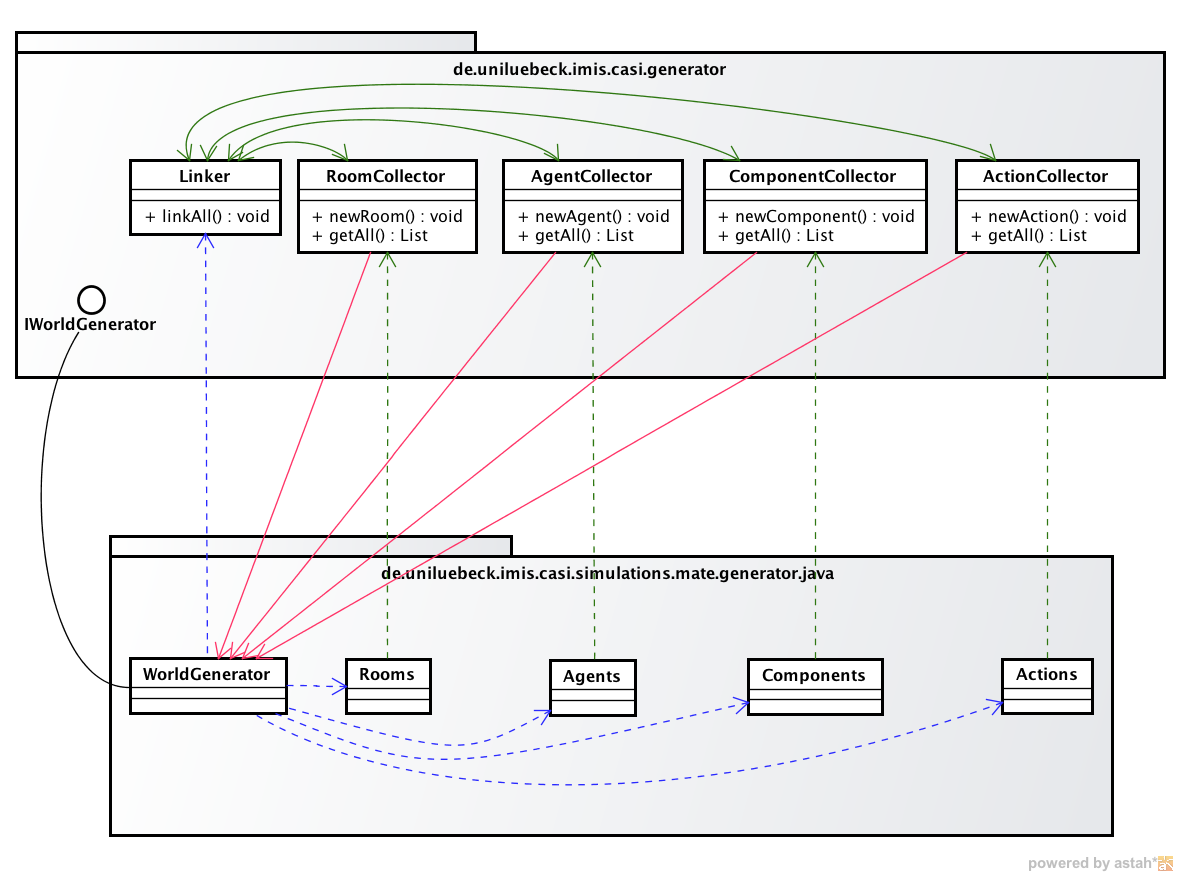 de.uniluebeck.imis.casi.generator
Linker
+ linkAll() : void
RoomCollector
+ newRoom() : void
+ getAll() : List
AgentCollector
+ newAgent() : void
+ getAll() : List
ComponentCollector
+ newComponent() : void
+ getAll() : List
ActionCollector
+ newAction() : void
+ getAll() : List
IWorldGenerator
de.uniluebeck.imis.casi.simulations.mate.generator.java
WorldGenerator
Rooms
Agents
Components
Actions
powered by astah*